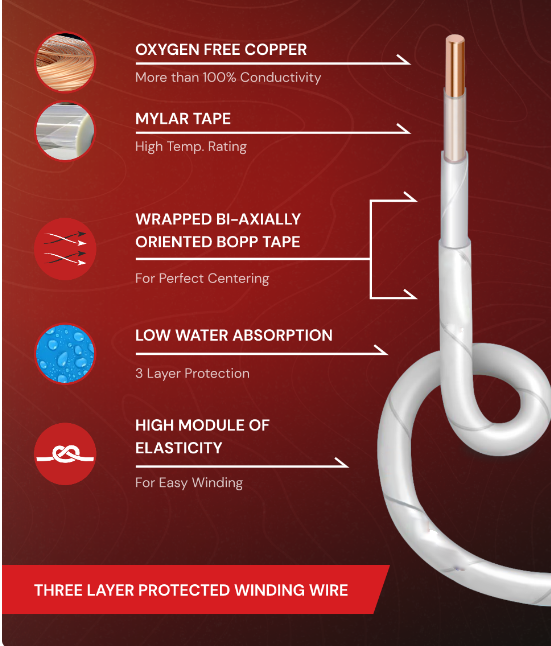 OXYGEN FREE COPPER
More than 100% Conductivity
MYLAR TAPE
High Temp. Rating
WRAPPED BI-AXIALLY
ORIENTED BOPP TAPE
For Perfect Centering
LOW WATER ABSORPTION
3 Layer Protection
HIGH MODULE OF
ELASTICITY
For Easy Winding
THREE LAYER PROTECTED WINDING WIRE